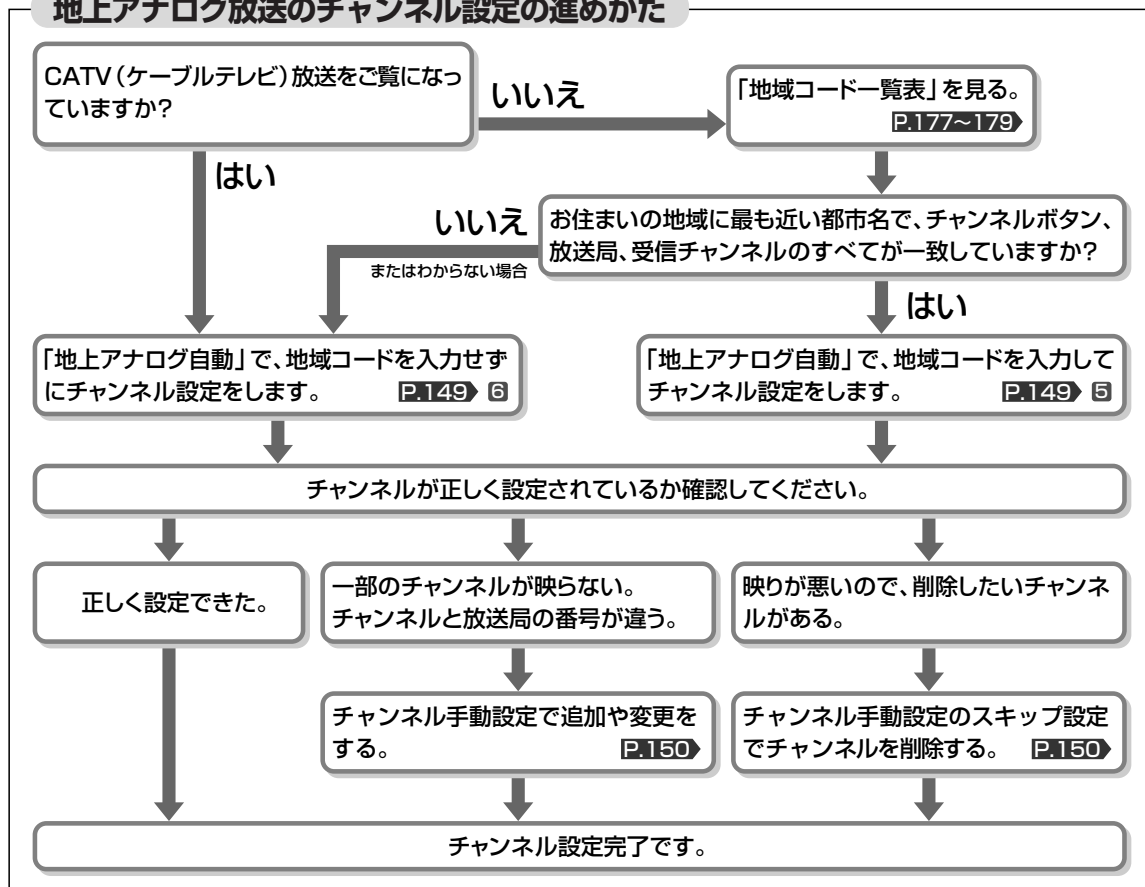 地上アナログ放送のチャンネル設定の進めかた
CATV（ケーブルテレビ）放送をご覧になっ
ていますか？
いいえ
「地域コード一覧表」を見る。
P.177～179
はい
いいえ
またはわからない場合
お住まいの地域に最も近い都市名で、チャンネルボタン、
放送局、受信チャンネルのすべてが一致していますか？
はい
「地上アナログ自動」で、地域コードを入力せず
にチャンネル設定をします。 P.149 6
「地上アナログ自動」で、地域コードを入力して
チャンネル設定をします。 P.149 5
チャンネルが正しく設定されているか確認してください。
正しく設定できた。
一部のチャンネルが映らない。
チャンネルと放送局の番号が違う。
映りが悪いので、削除したいチャンネ
ルがある。
チャンネル手動設定で追加や変更を
する。 P.150
チャンネル手動設定のスキップ設定
でチャンネルを削除する。 P.150
チャンネル設定完了です。